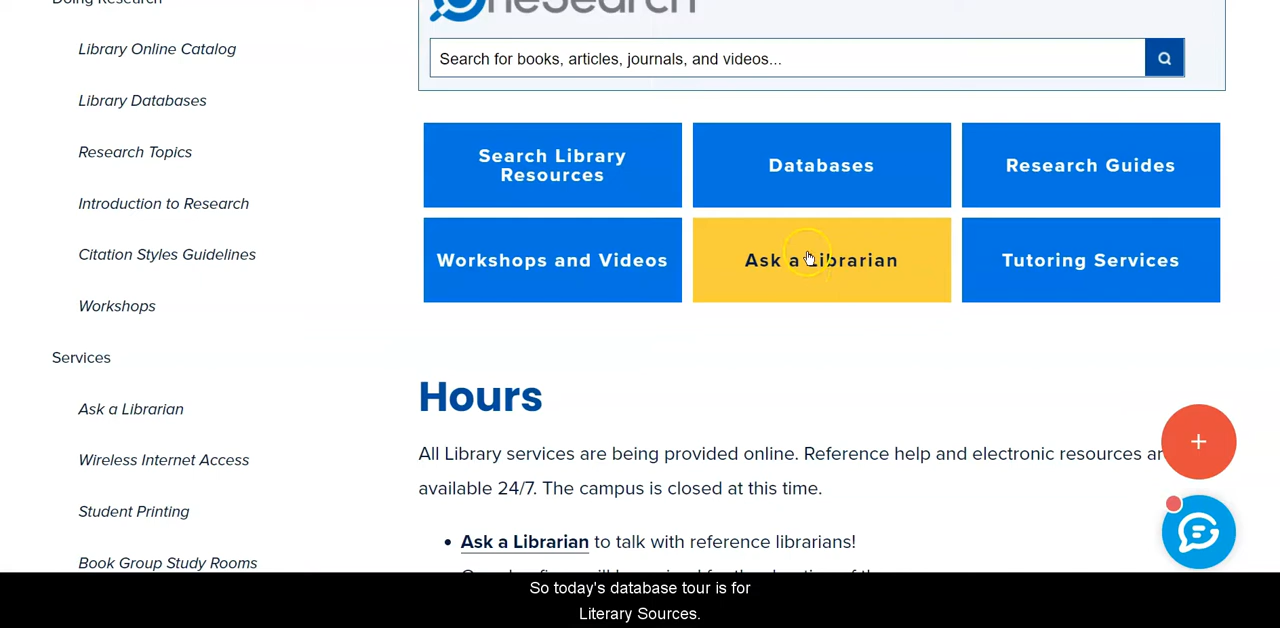 Doing Research
Library Online Catalog
Library Databases
Research Topics
Introduction to Research
Citation Styles Guidelines
Workshops
Services
Ask a Librarian
Wireless Internet Access
Student Printing
Book Group Study Rooms
OneSearch
Search for books, articles, journals, and videos...
Search Library
Resources
Databases
Research Guides
Workshops and Videos
Ask a Librarian
Tutoring Services
Hours
All Library services are being provided online. Reference help and electronic resources ar
available 24/7. The campus is closed at this time.
• Ask a Librarian to talk with reference librarians!
So today's database tour is for
Literary Sources.